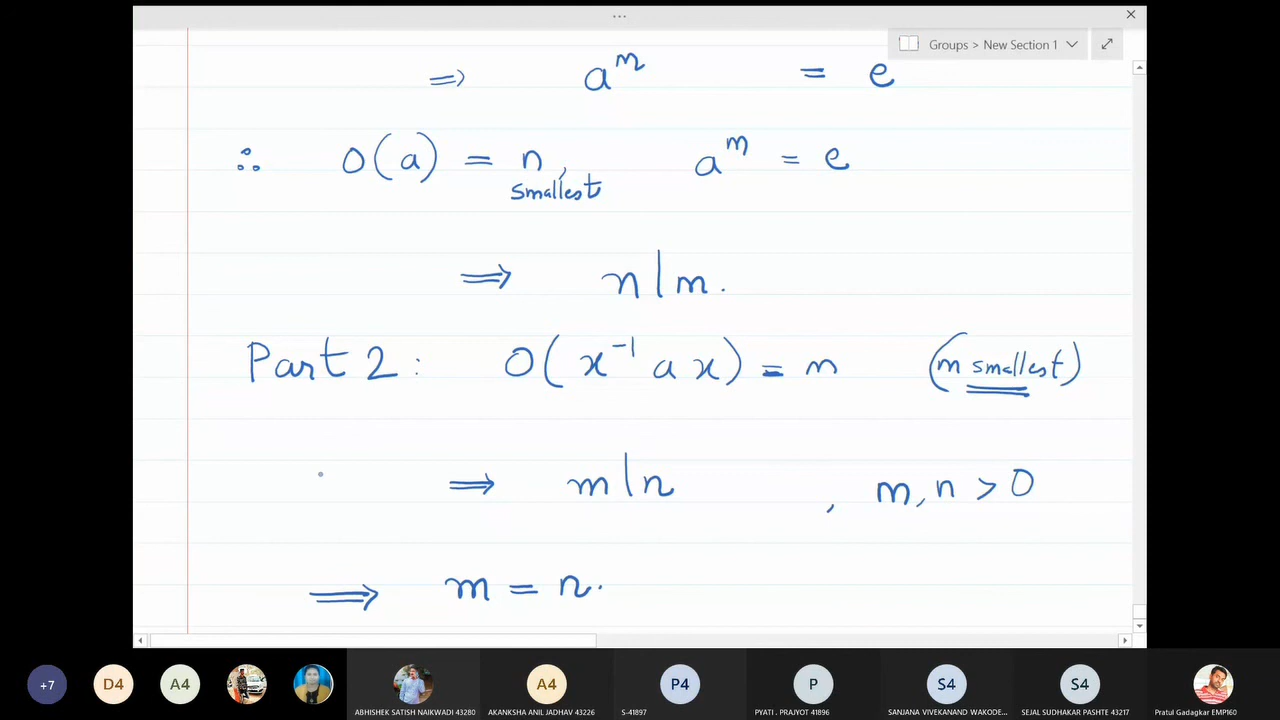 Groups > New Section 1
⇒ aᵐ = e
∴ O(a) = n, aᵐ = e
smallest
⇒ n | m.
Part 2 : O(x⁻¹ a x) = m (m smallest)
⇒ m | n , m, n > 0
⇒ m = n.
+7 D4 A4 A4 P4 P S4 S4
ABHISHEK SATISH NAIKWADI 43280 AKANKSHA ANIL JADHAV 43226 S-41897 PYATI . PRAJYOT 41896 SANJANA VIVEKANAND WAKODE... SEJAL SUDHAKAR PASHTE 43217 Pratul Gadagkar EMP160